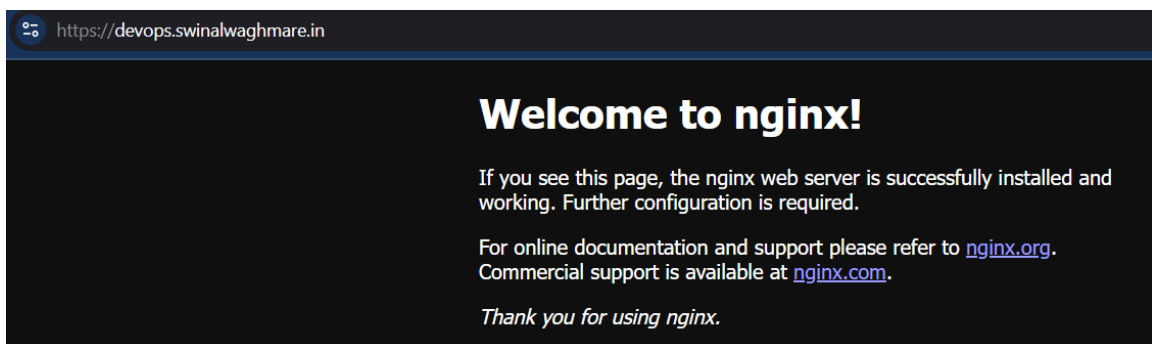 https://devops.swinalwaghmare.in
Welcome to nginx!
If you see this page, the nginx web server is successfully installed and
working. Further configuration is required.
For online documentation and support please refer to nginx.org.
Commercial support is available at nginx.com.
Thank you for using nginx.